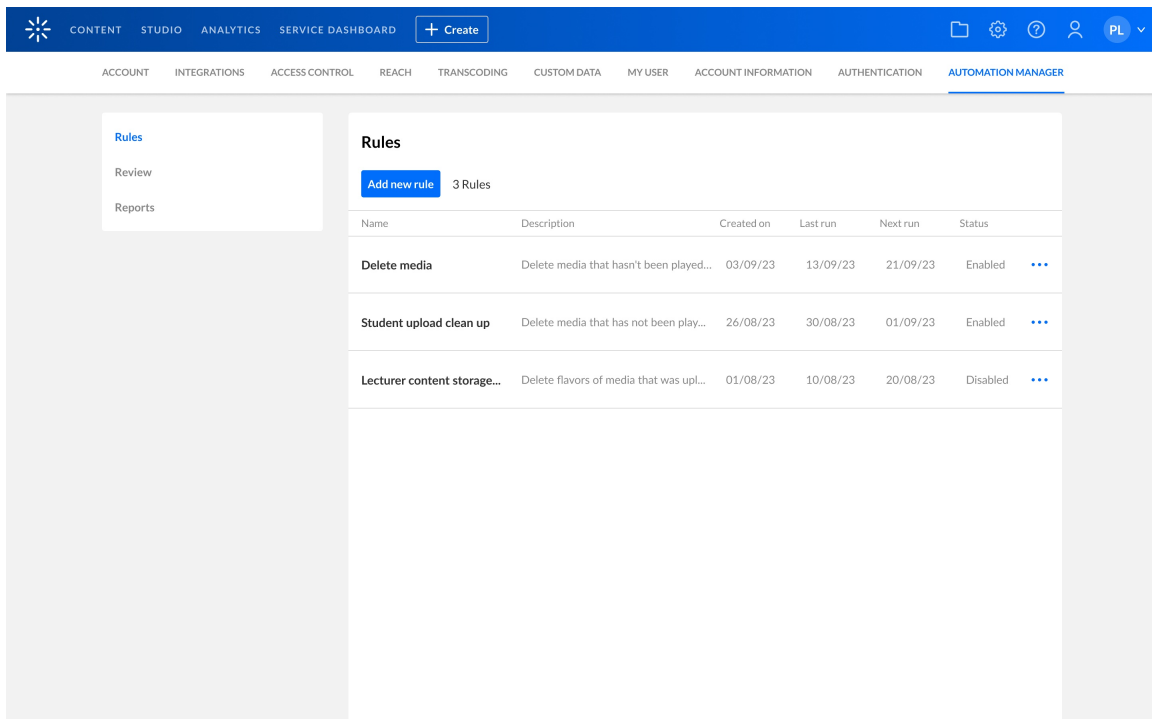 CONTENT STUDIO ANALYTICS SERVICE DASHBOARD + Create PL
ACCOUNT INTEGRATIONS ACCESS CONTROL REACH TRANSCODING CUSTOM DATA MY USER ACCOUNT INFORMATION AUTHENTICATION AUTOMATION MANAGER
Rules
Review
Reports
Rules
Add new rule 3 Rules
Name Description Created on Last run Next run Status
Delete media Delete media that hasn't been played... 03/09/23 13/09/23 21/09/23 Enabled
Student upload clean up Delete media that has not been play... 26/08/23 30/08/23 01/09/23 Enabled
Lecturer content storage... Delete flavors of media that was upl... 01/08/23 10/08/23 20/08/23 Disabled